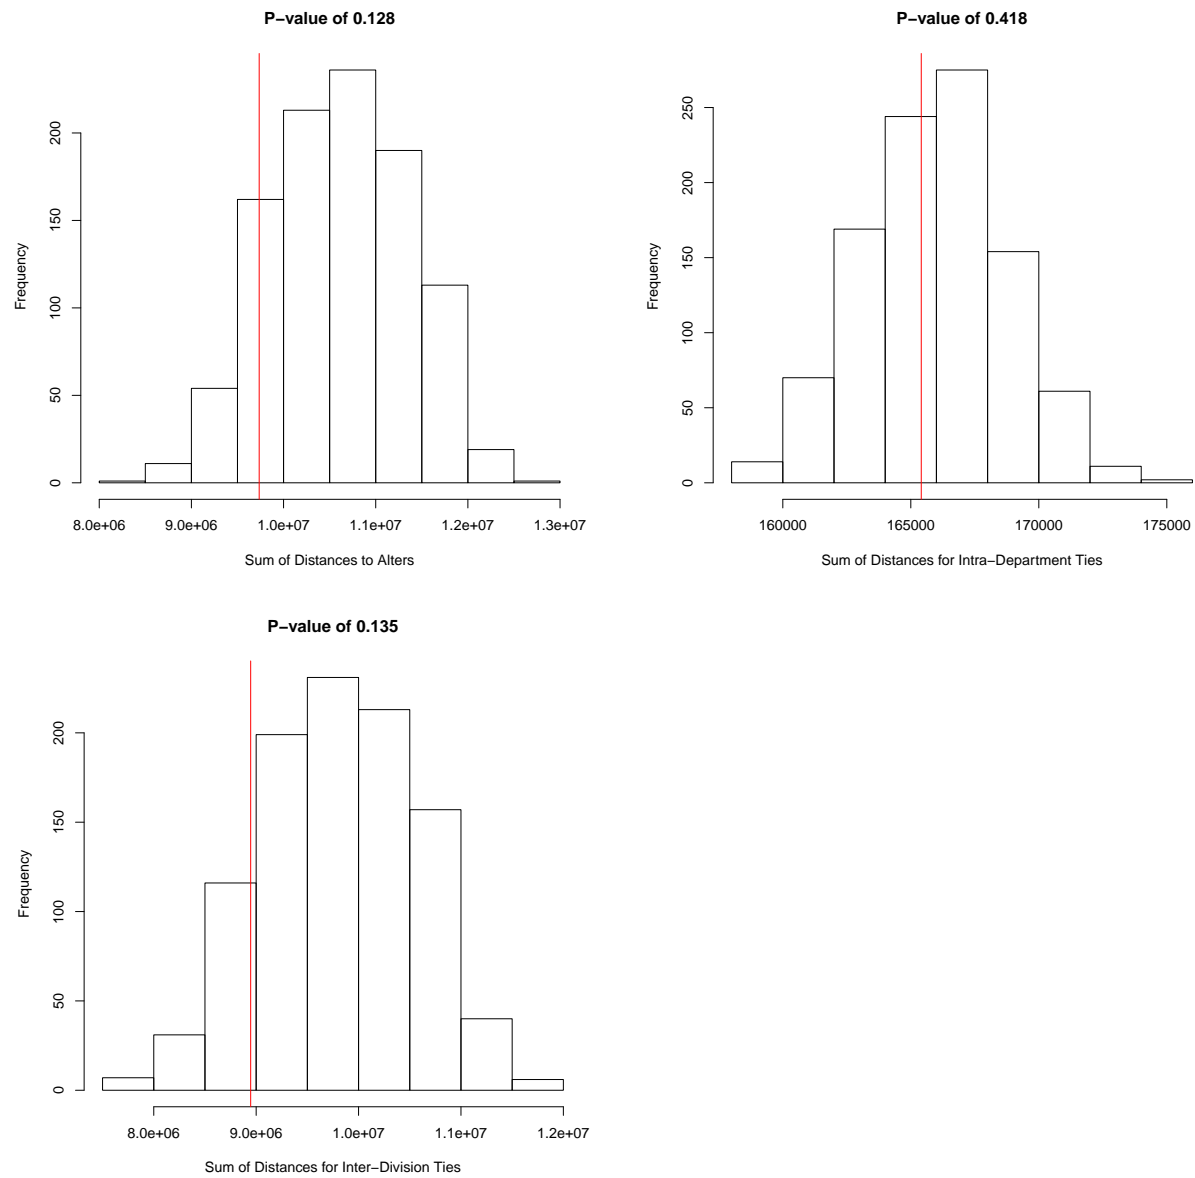 P−value of 0.128
Frequency
200
150
100
50
0
8.0e+06 9.0e+06 1.0e+07 1.1e+07 1.2e+07 1.3e+07
Sum of Distances to Alters
P−value of 0.418
Frequency
250
200
150
100
50
0
160000 165000 170000 175000
Sum of Distances for Intra−Department Ties
P−value of 0.135
Frequency
200
150
100
50
0
8.0e+06 9.0e+06 1.0e+07 1.1e+07 1.2e+07
Sum of Distances for Inter−Division Ties